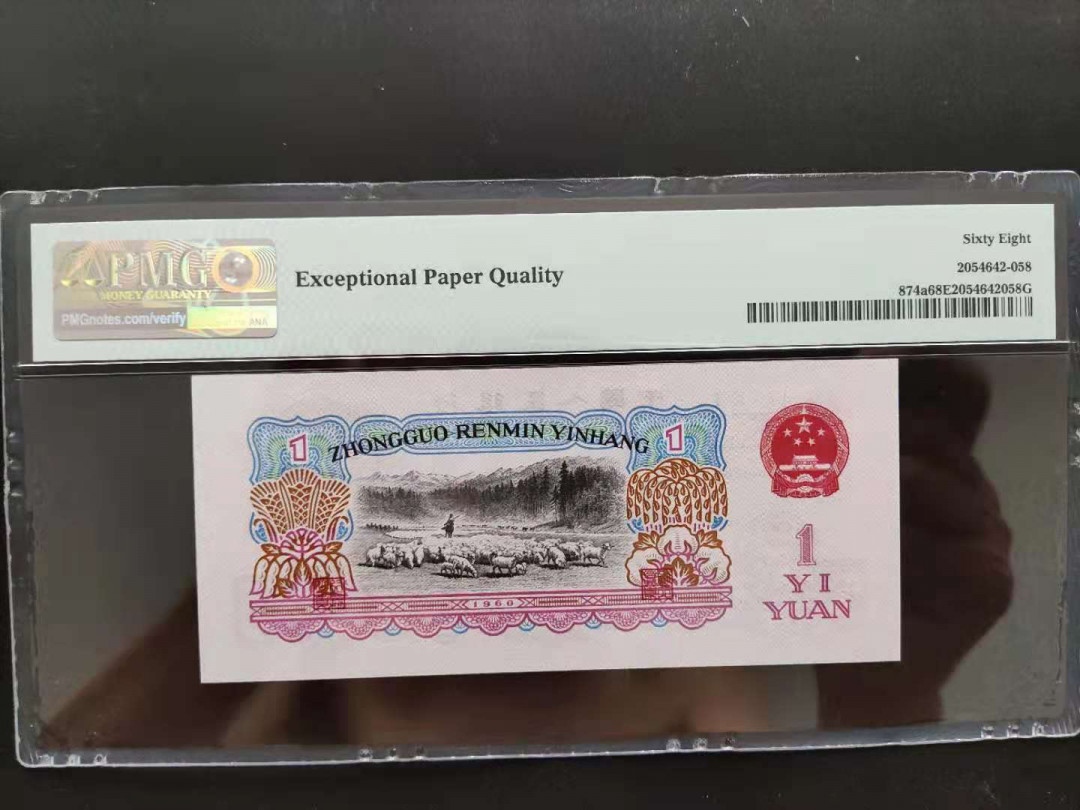 PMG
MONEY GUARANTY
PMGnotes.com/verify
ANA
Exceptional Paper Quality
Sixty Eight
2054642-058
874a68E2054642058G
1
ZHONGGUO RENMIN YINHANG
1
1960
1
YI
YUAN